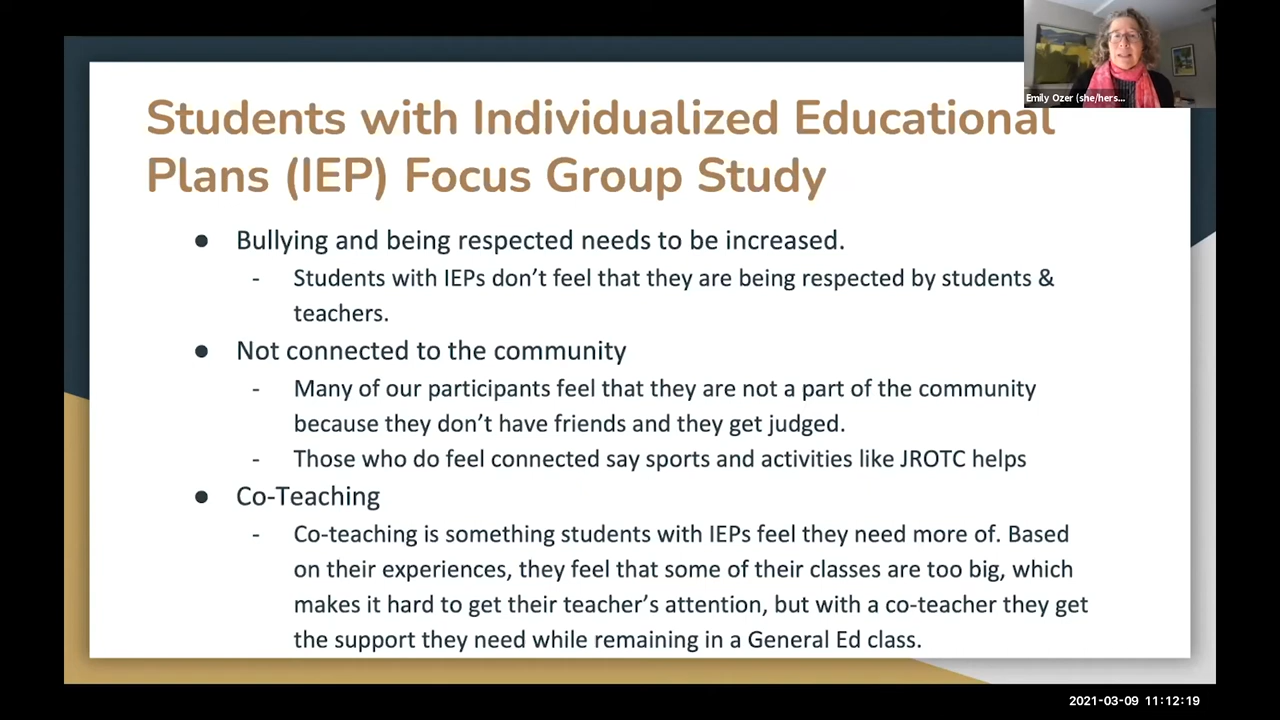 Emily Ozer (she/hers...
Students with Individualized Educational
Plans (IEP) Focus Group Study
● Bullying and being respected needs to be increased.
- Students with IEPs don’t feel that they are being respected by students &
teachers.
● Not connected to the community
- Many of our participants feel that they are not a part of the community
because they don’t have friends and they get judged.
- Those who do feel connected say sports and activities like JROTC helps
● Co-Teaching
- Co-teaching is something students with IEPs feel they need more of. Based
on their experiences, they feel that some of their classes are too big, which
makes it hard to get their teacher’s attention, but with a co-teacher they get
the support they need while remaining in a General Ed class.
2021-03-09 11:12:19